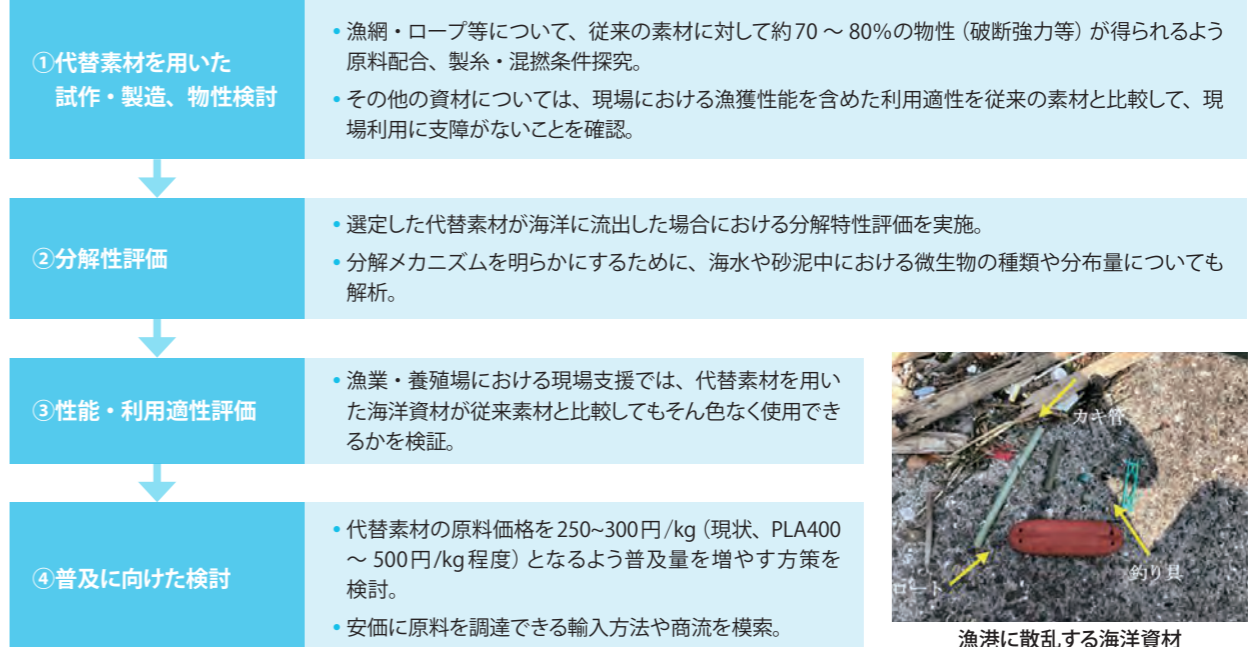 ①代替素材を用いた
試作・製造、物性検討
• 漁網・ロープ等について、従来の素材に対して約70 ～ 80%の物性（破断強力等）が得られるよう
原料配合、製糸・混撚条件探究。
• その他の資材については、現場における漁獲性能を含めた利用適性を従来の素材と比較して、現
場利用に支障がないことを確認。
②分解性評価
• 選定した代替素材が海洋に流出した場合における分解特性評価を実施。
• 分解メカニズムを明らかにするために、海水や砂泥中における微生物の種類や分布量についても
解析。
③性能・利用適性評価
• 漁業・養殖場における現場支援では、代替素材を用い
た海洋資材が従来素材と比較してもそん色なく使用でき
るかを検証。
④普及に向けた検討
• 代替素材の原料価格を250~300円/kg（現状、PLA400
～ 500円/kg程度）となるよう普及量を増やす方策を
検討。
• 安価に原料を調達できる輸入方法や商流を模索。
カキ管
釣り具
漁港に散乱する海洋資材